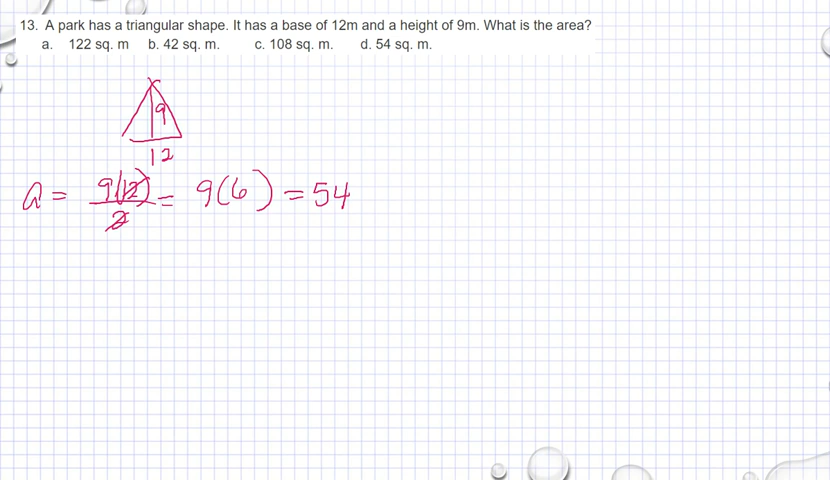 13. A park has a triangular shape. It has a base of 12m and a height of 9m. What is the area?
a. 122 sq. m b. 42 sq. m. c. 108 sq. m. d. 54 sq. m.
9
12
a = 9(12)/2 = 9(6) = 54